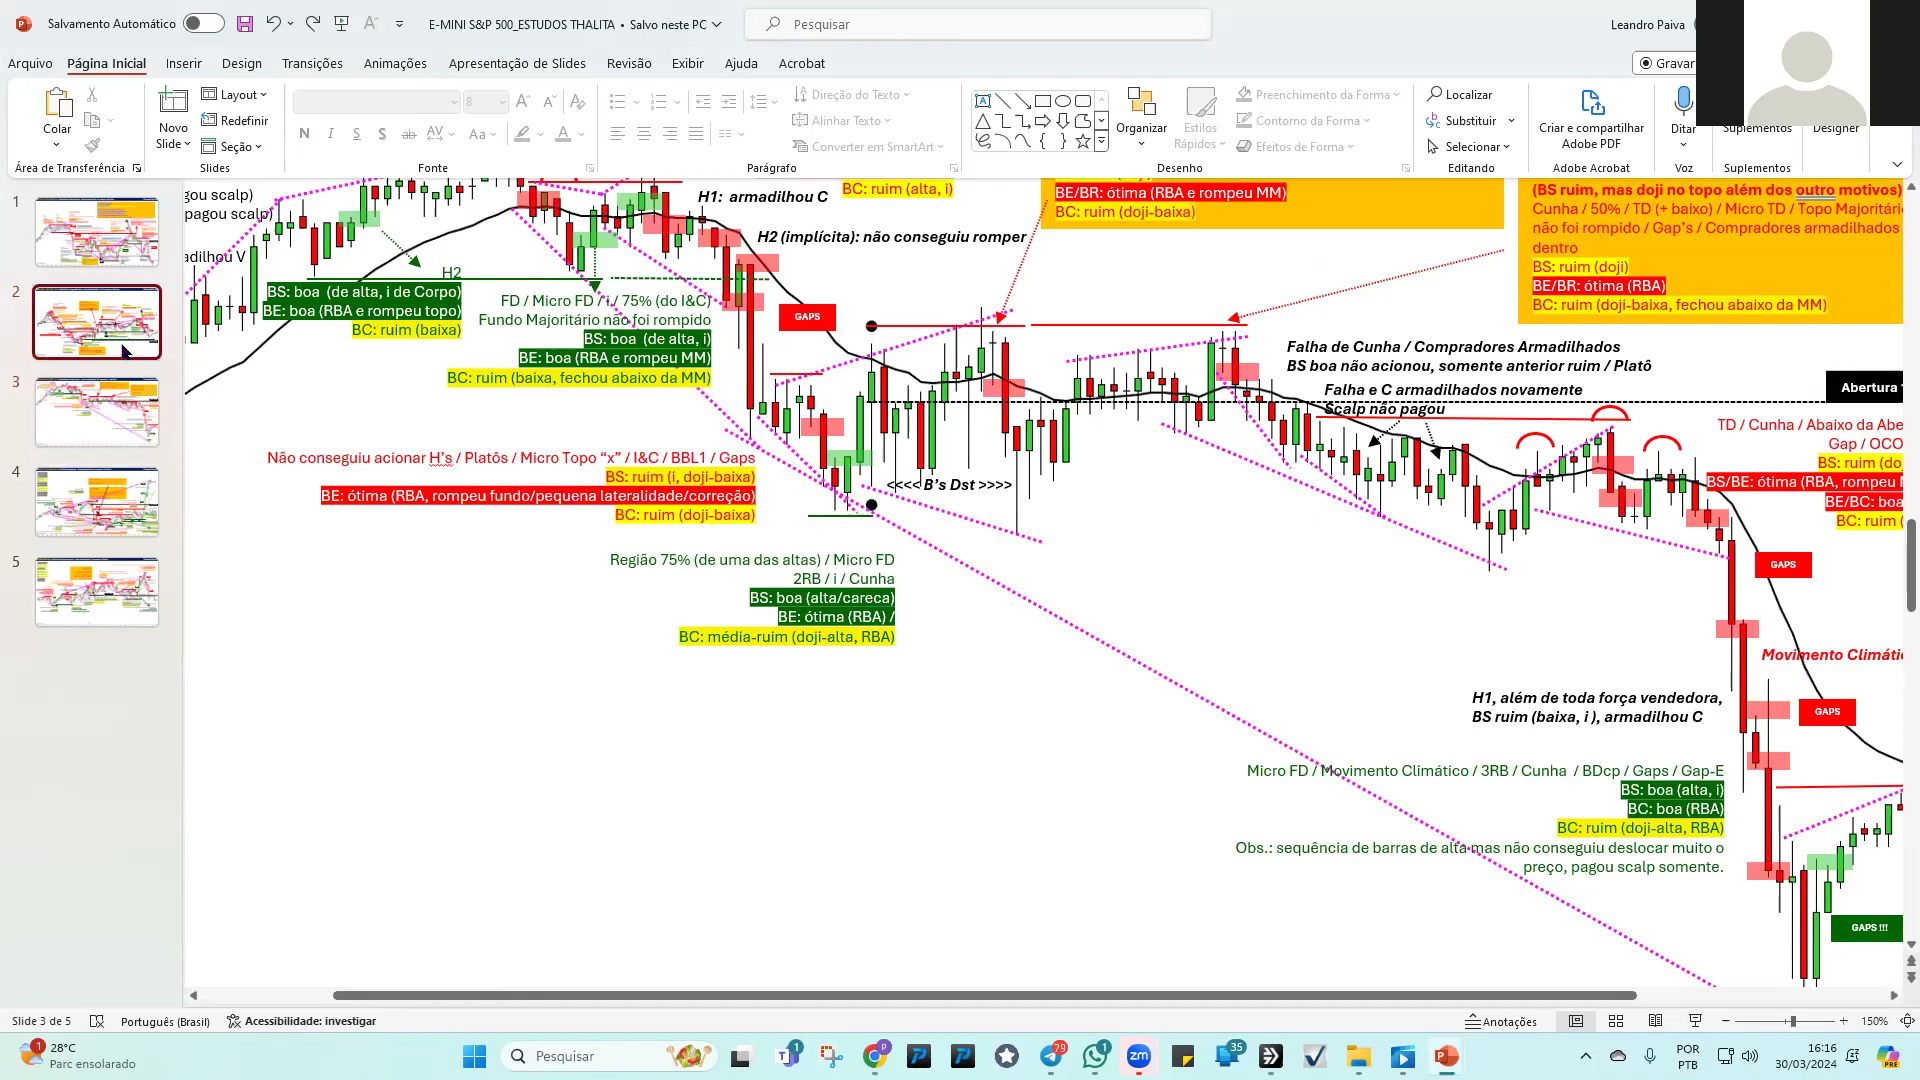 Salvamento Automático
E-MINI S&P 500_ESTUDOS THALITA • Salvo neste PC
Pesquisar
Leandro Paiva
Arquivo
Página Inicial
Inserir
Design
Transições
Animações
Apresentação de Slides
Revisão
Exibir
Ajuda
Acrobat
Gravar
Colar
Novo
Slide
Layout
Redefinir
Seção
8
Direção do Texto
Alinhar Texto
Converter em SmartArt
Organizar
Estilos
Rápidos
Preenchimento da Forma
Contorno da Forma
Efeitos de Forma
Localizar
Substituir
Selecionar
Criar e compartilhar
Adobe PDF
Ditar
Suplementos
Designer
Área de Transferência
Slides
Fonte
Parágrafo
Desenho
Editando
Adobe Acrobat
Voz
Suplementos
1
2
3
4
5
gou scalp)
pagou scalp)
adilhou V
H1: armadilhou C
BC: ruim (alta, i)
H2 (implícita): não conseguiu romper
BE/BR: ótima (RBA e rompeu MM)
BC: ruim (doji-baixa)
(BS ruim, mas doji no topo além dos outro motivos)
Cunha / 50% / TD (+ baixo) / Micro TD / Topo Majoritári
não foi rompido / Gap's / Compradores armadilhados
dentro
BS: ruim (doji)
BE/BR: ótima (RBA)
BC: ruim (doji-baixa, fechou abaixo da MM)
H2
BS: boa (de alta, i de Corpo)
BE: boa (RBA e rompeu topo)
BC: ruim (baixa)
FD / Micro FD / i / 75% (do I&C)
Fundo Majoritário não foi rompido
BS: boa (de alta, i)
BE: boa (RBA e rompeu MM)
BC: ruim (baixa, fechou abaixo da MM)
GAPS
Falha de Cunha / Compradores Armadilhados
BS boa não acionou, somente anterior ruim / Platô
Falha e C armadilhados novamente
Scalp não pagou
Abertura
TD / Cunha / Abaixo da Abe
Gap / OCO
BS: ruim (do
BS/BE: ótima (RBA, rompeu
BE/BC: boa
BC: ruim (
Não conseguiu acionar H's / Platôs / Micro Topo "x" / I&C / BBL1 / Gaps
BS: ruim (i, doji-baixa)
BE: ótima (RBA, rompeu fundo/pequena lateralidade/correção)
BC: ruim (doji-baixa)
<<<< B's Dst >>>>
Região 75% (de uma das altas) / Micro FD
2RB / i / Cunha
BS: boa (alta/careca)
BE: ótima (RBA) /
BC: média-ruim (doji-alta, RBA)
GAPS
Movimento Climátic
H1, além de toda força vendedora,
BS ruim (baixa, i ), armadilhou C
GAPS
Micro FD / Movimento Climático / 3RB / Cunha / BDcp / Gaps / Gap-E
BS: boa (alta, i)
BC: boa (RBA)
BC: ruim (doji-alta, RBA)
Obs.: sequência de barras de alta mas não conseguiu deslocar muito o
preço, pagou scalp somente.
GAPS !!!
Slide 3 de 5
Português (Brasil)
Acessibilidade: investigar
Anotações
150%
1
28°C
Parc ensolarado
Pesquisar
1
79
1
zm
35
POR
PTB
16:16
30/03/2024